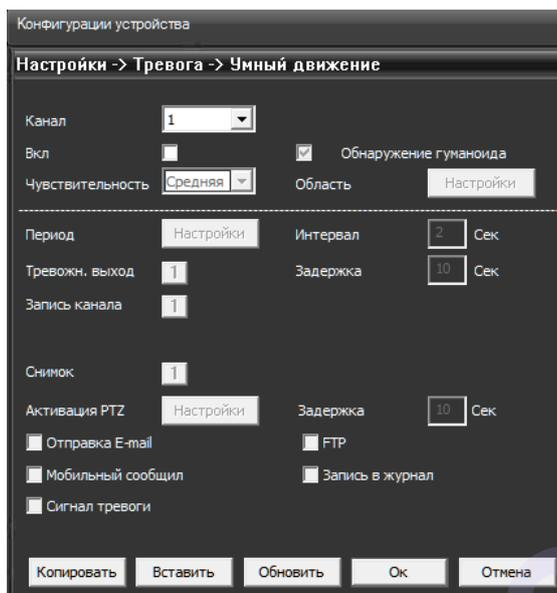 Конфигурации устройства
Настройки -> Тревога -> Умный движение
Канал 1
Вкл Обнаружение гуманоида
Чувствительность Средняя Область Настройки
Период Настройки Интервал 2 Сек
Тревожн. выход 1 Задержка 10 Сек
Запись канала 1
Снимок 1
Активация PTZ Настройки Задержка 10 Сек
Отправка E-mail FTP
Мобильный сообщил Запись в журнал
Сигнал тревоги
Копировать Вставить Обновить Ок Отмена